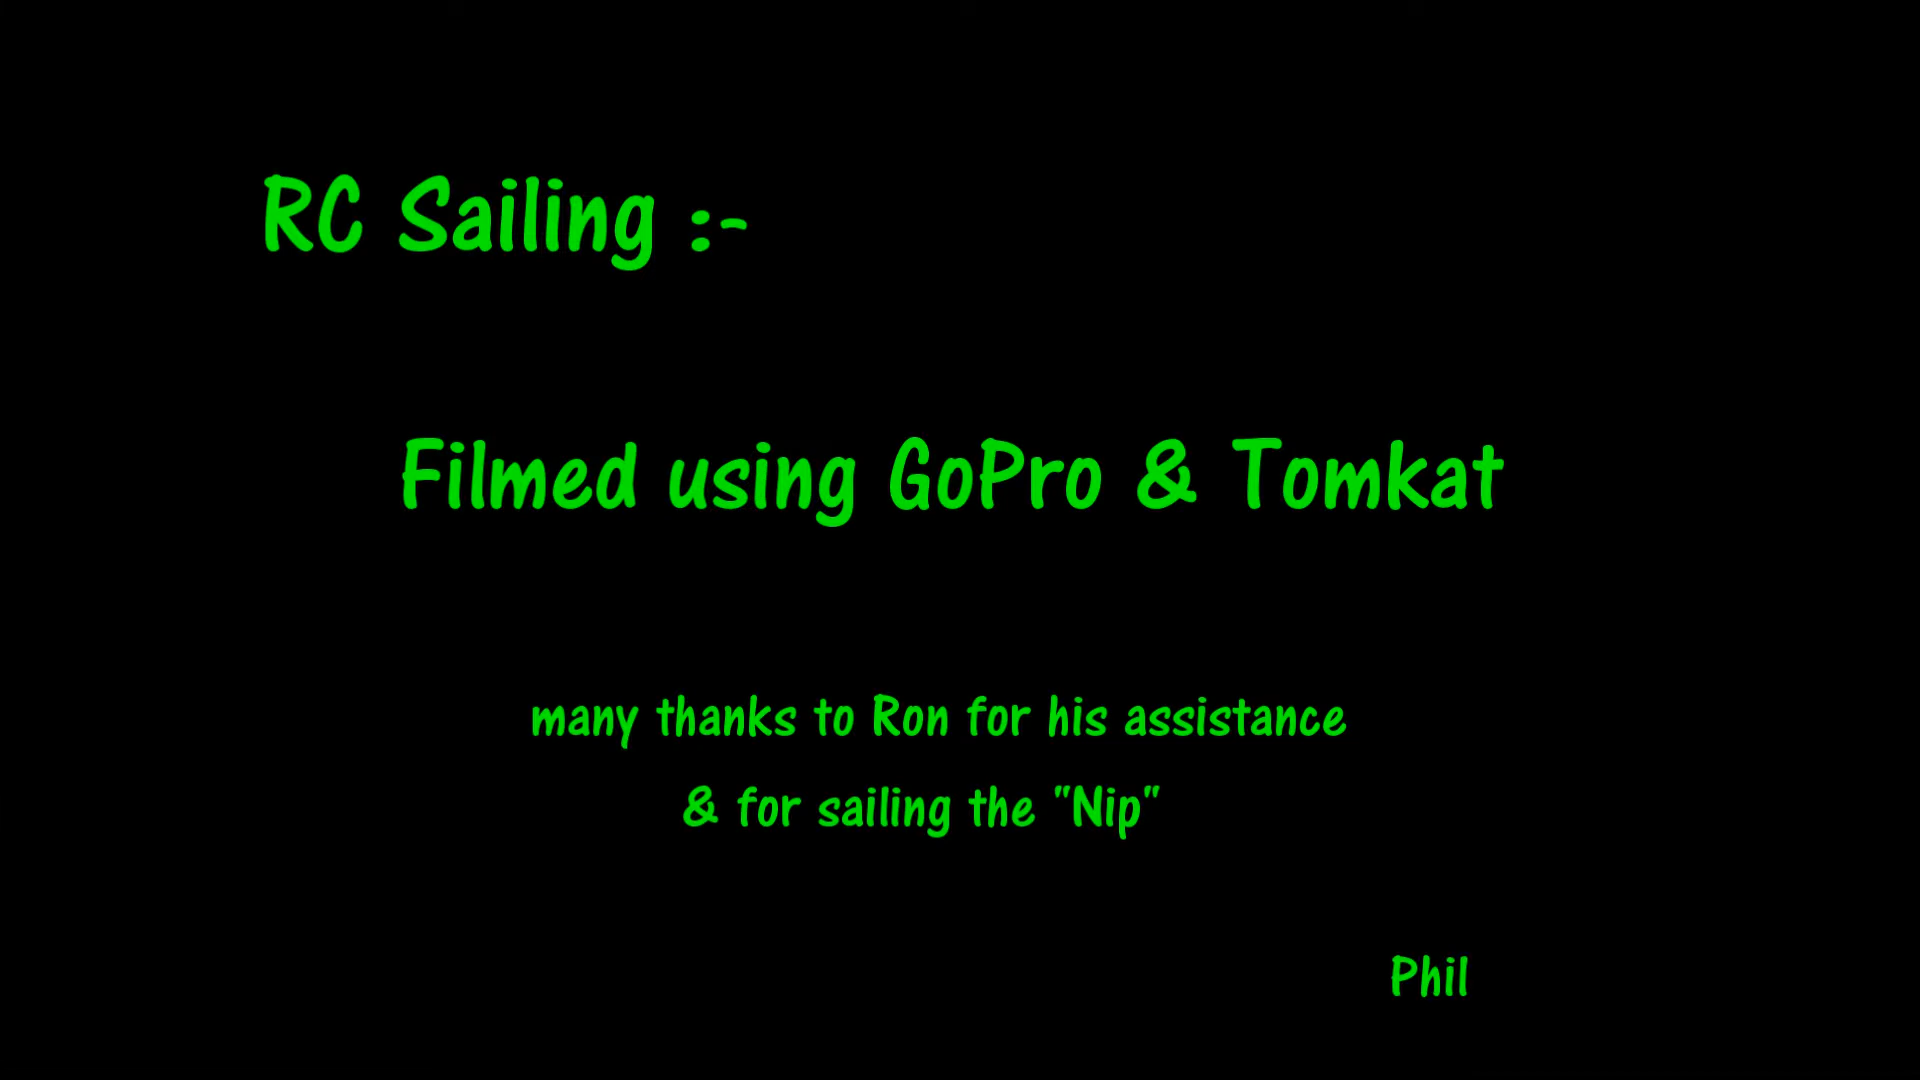 RC Sailing :-
Filmed using GoPro & Tomkat
many thanks to Ron for his assistance
& for sailing the "Nip"
Phil